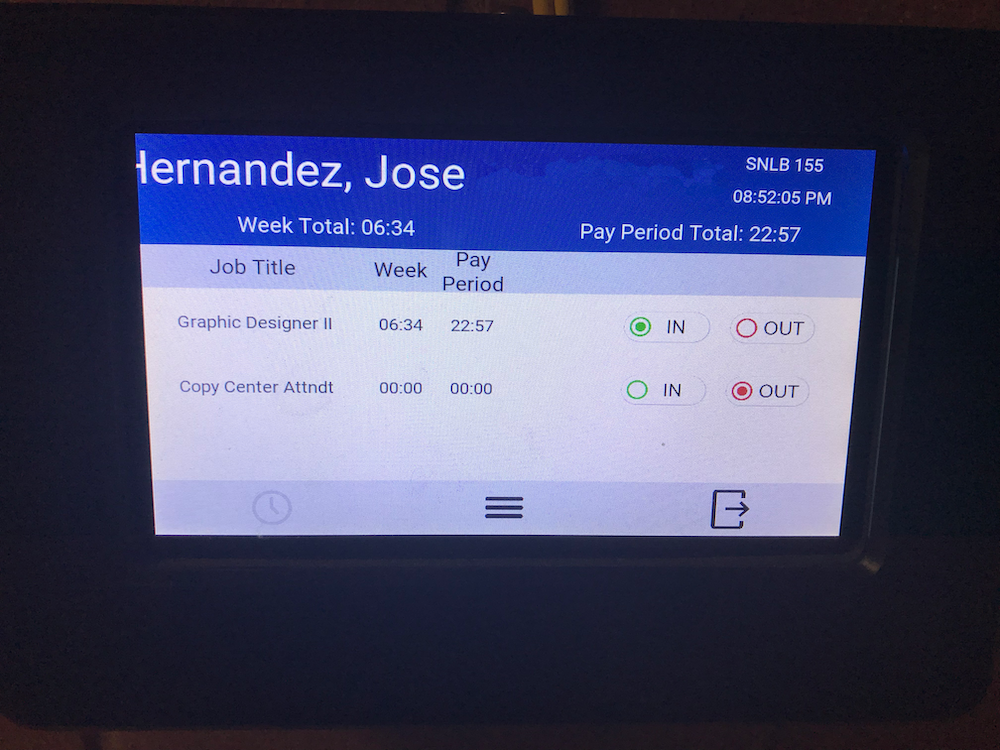 Hernandez, Jose
SNLB 155
08:52:05 PM
Week Total: 06:34
Pay Period Total: 22:57
Job Title
Week
Pay
Period
Graphic Designer II 06:34 22:57 IN OUT
Copy Center Attndt 00:00 00:00 IN OUT